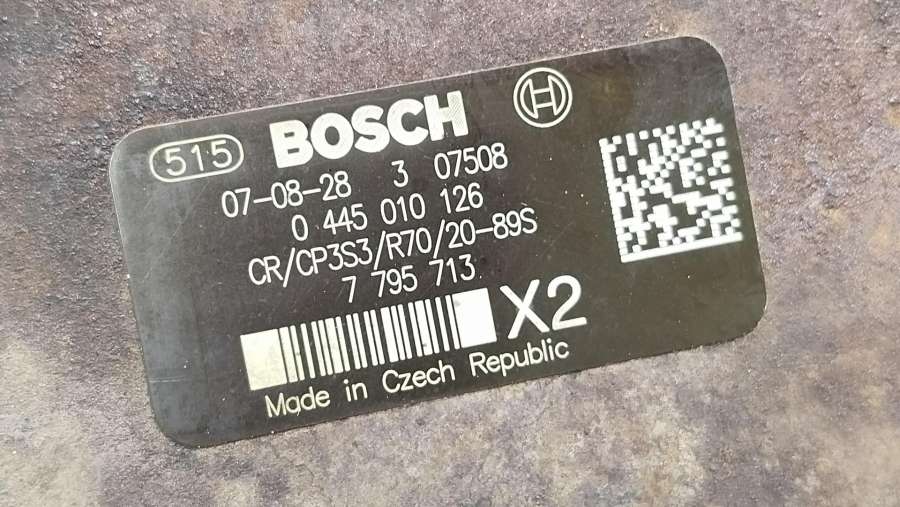 515 BOSCH
07-08-28 3 07508
0 445 010 126
CR/CP3S3/R70/20-89S
7 795 713
X2
Made in Czech Republic